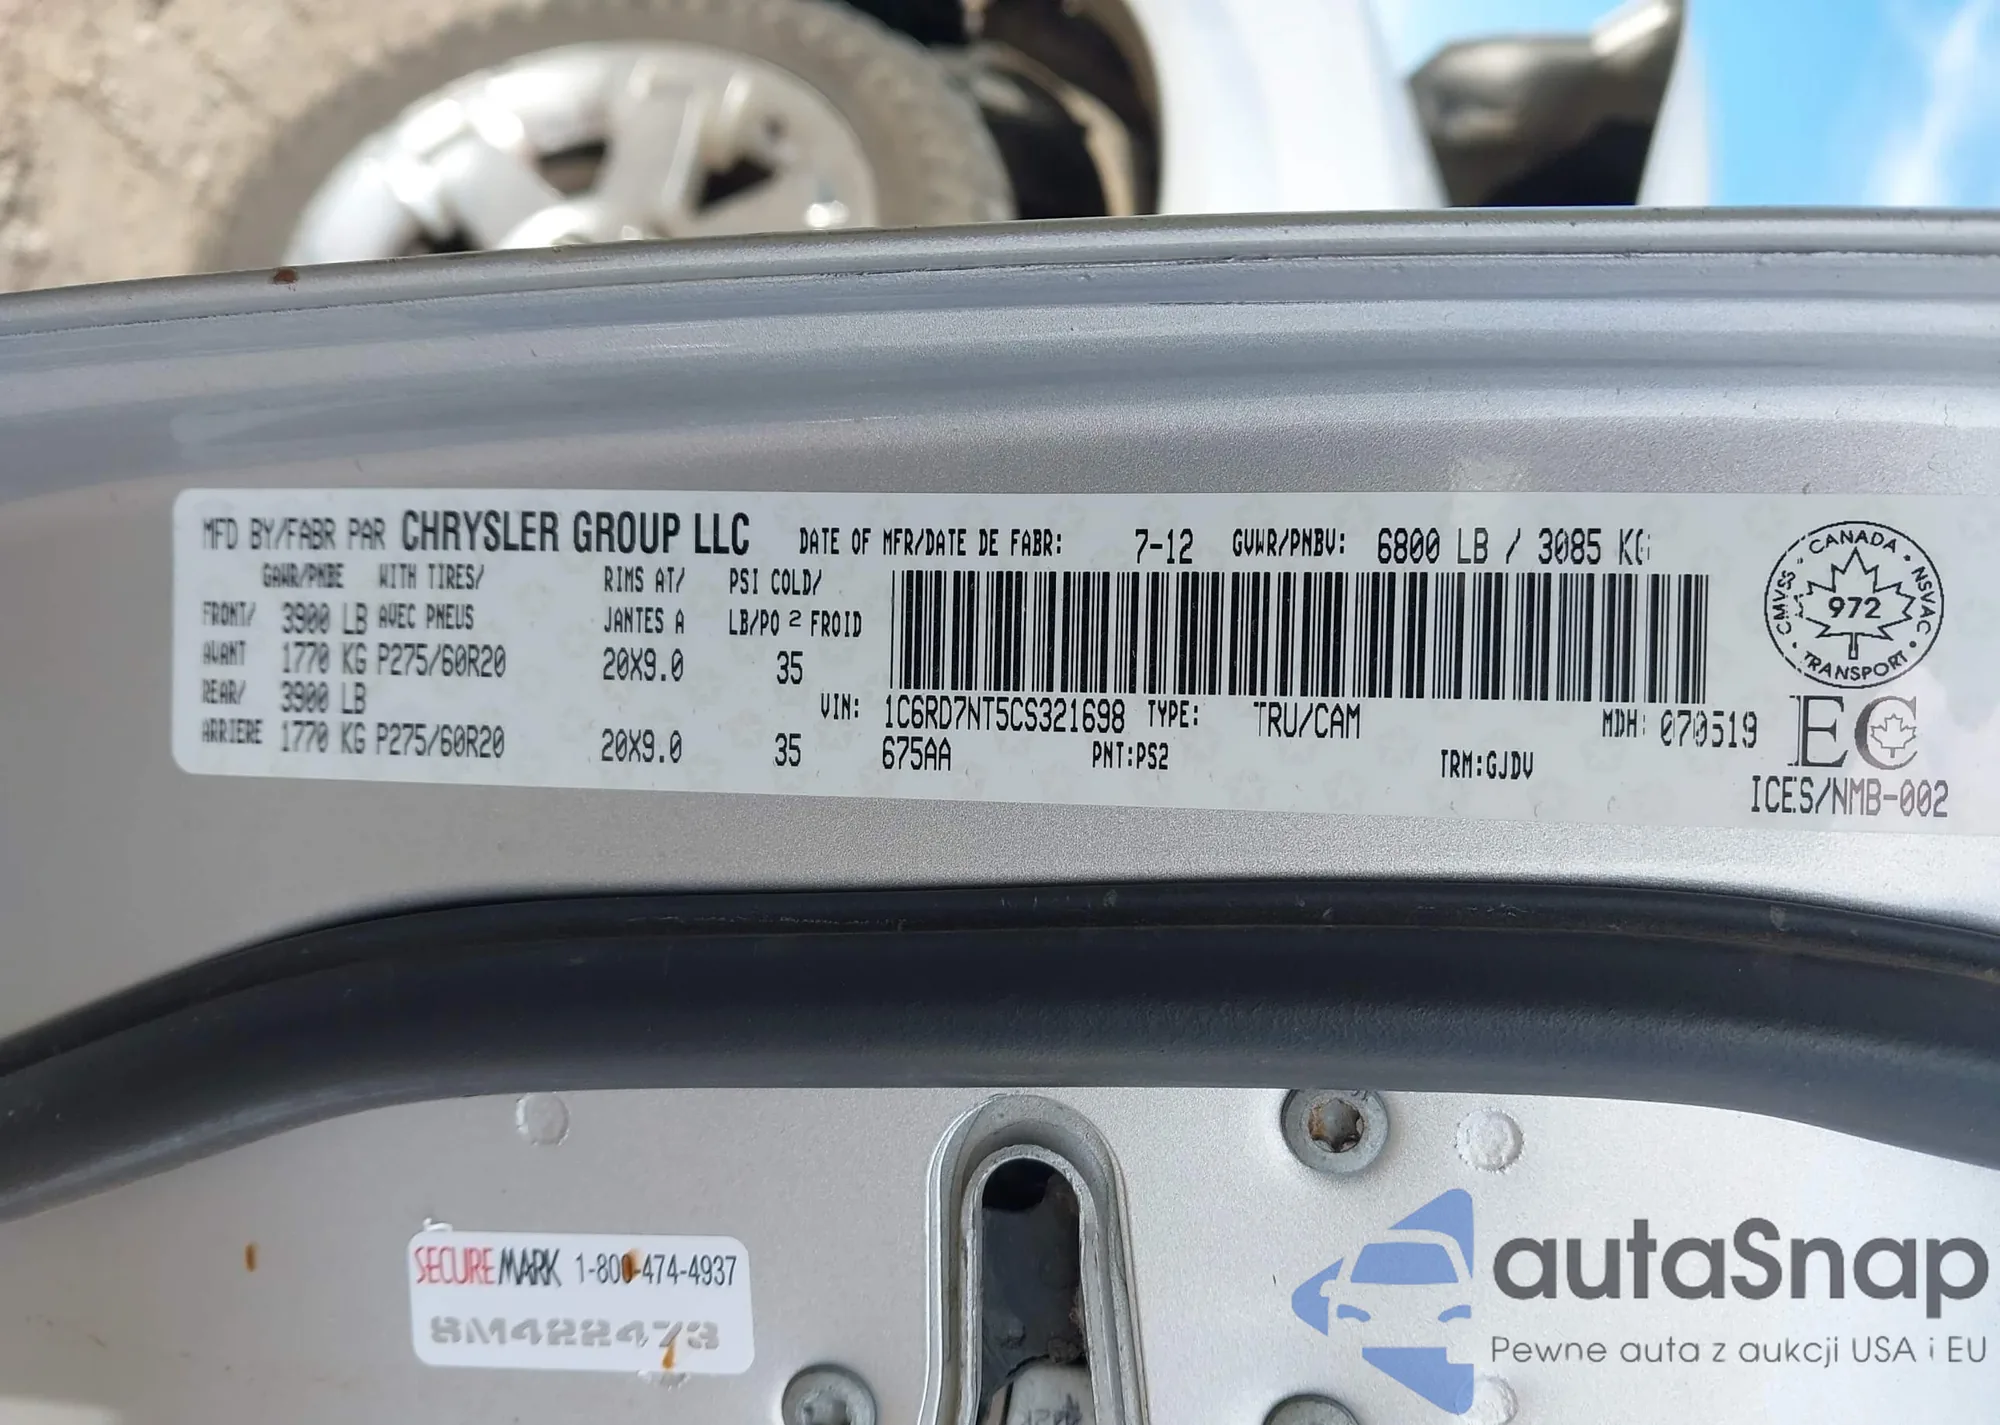 MFD BY/FABR PAR CHRYSLER GROUP LLC DATE OF MFR/DATE DE FABR: 7-12 GVWR/PNBV: 6800 LB / 3085 KG
GAWR/PNBE WITH TIRES/ RIMS AT/ PSI COLD/
FRONT/ 3900 LB AVEC PNEUS JANTES A LB/PO 2 FROID
AVANT 1770 KG P275/60R20 20X9.0 35
REAR/ 3900 LB
VIN: 1C6RD7NT5CS321698 TYPE: TRU/CAM MDH: 070519
ARRIERE 1770 KG P275/60R20 20X9.0 35 675AA PNT:PS2 TRM:GJDV
CANADA
CMVSS NSVAC
972
TRANSPORT
EC
ICES/NMB-002
SECUREMARK 1-800-474-4937
SM422473
autaSnap
Pewne auta z aukcji USA i EU